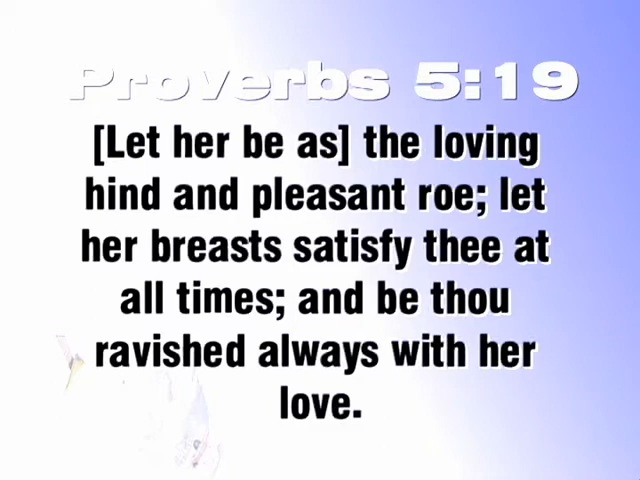 Proverbs 5:19
[Let her be as] the loving
hind and pleasant roe; let
her breasts satisfy thee at
all times; and be thou
ravished always with her
love.